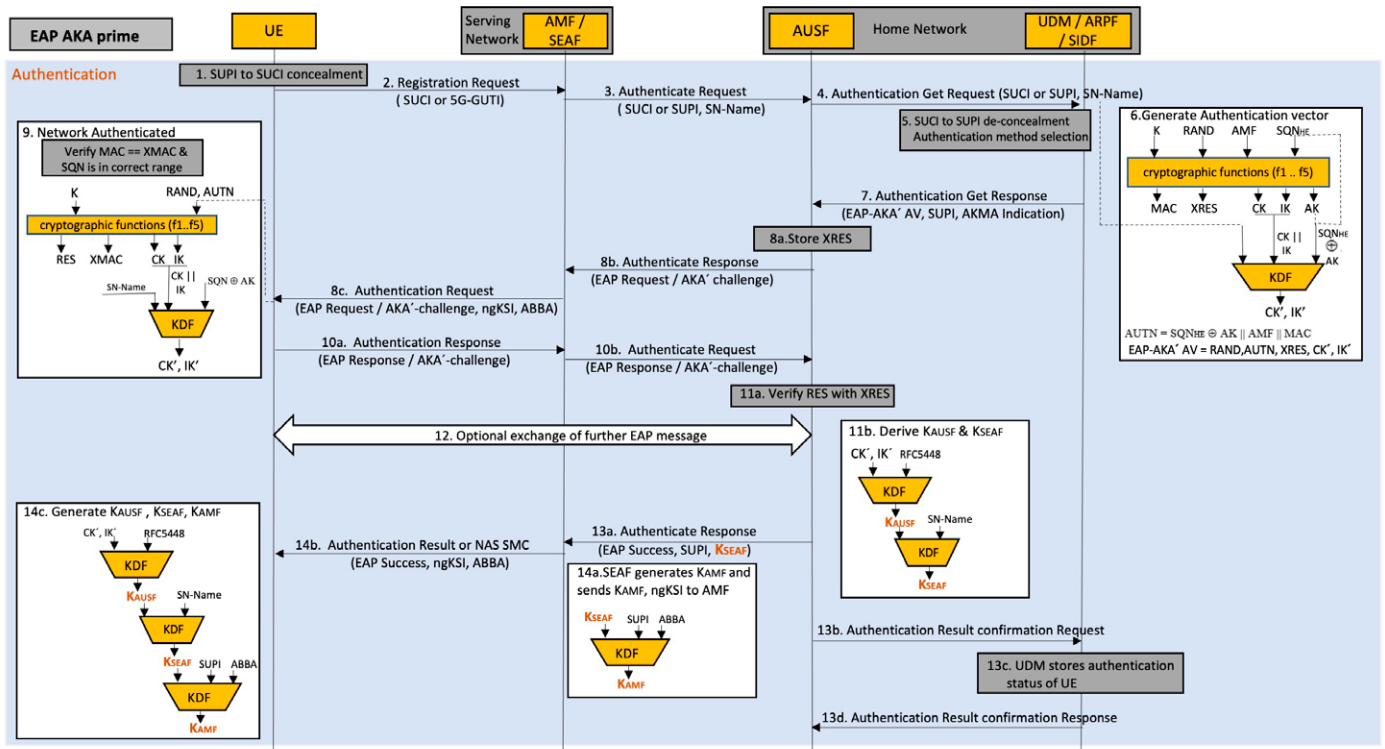 EAP AKA prime
UE
Serving
Network
AMF /
SEAF
AUSF
Home Network
UDM / ARPF
/ SIDF
Authentication
1. SUPI to SUCI concealment
2. Registration Request
( SUCI or 5G-GUTI)
3. Authenticate Request
( SUCI or SUPI, SN-Name)
4. Authentication Get Request (SUCI or SUPI, SN-Name)
5. SUCI to SUPI de-concealment
Authentication method selection
6.Generate Authentication vector
K RAND AMF SQNHE
cryptographic functions (f1 .. f5)
MAC XRES CK IK AK
CK ||
IK
SQNHE
⊕
AK
KDF
CK', IK'
AUTN = SQNHE ⊕ AK || AMF || MAC
EAP-AKA´ AV = RAND,AUTN, XRES, CK´, IK´
7. Authentication Get Response
(EAP-AKA´ AV, SUPI, AKMA Indication)
8a.Store XRES
8b. Authenticate Response
(EAP Request / AKA´ challenge)
8c. Authentication Request
(EAP Request / AKA´-challenge, ngKSI, ABBA)
9. Network Authenticated
Verify MAC == XMAC &
SQN is in correct range
K RAND, AUTN
cryptographic functions (f1..f5)
RES XMAC CK IK
CK ||
IK
SN-Name
SQN ⊕ AK
KDF
CK', IK'
10a. Authentication Response
(EAP Response / AKA´-challenge)
10b. Authenticate Request
(EAP Response / AKA´-challenge)
11a. Verify RES with XRES
12. Optional exchange of further EAP message
11b. Derive KAUSF & KSEAF
CK´, IK´ RFC5448
KDF
KAUSF
SN-Name
KDF
KSEAF
13a. Authenticate Response
(EAP Success, SUPI, KSEAF)
14b. Authentication Result or NAS SMC
(EAP Success, ngKSI, ABBA)
14a.SEAF generates KAMF and
sends KAMF, ngKSI to AMF
KSEAF
SUPI ABBA
KDF
KAMF
14c. Generate KAUSF , KSEAF, KAMF
CK´, IK´ RFC5448
KDF
KAUSF
SN-Name
KDF
KSEAF
SUPI ABBA
KDF
KAMF
13b. Authentication Result confirmation Request
13c. UDM stores authentication
status of UE
13d. Authentication Result confirmation Response